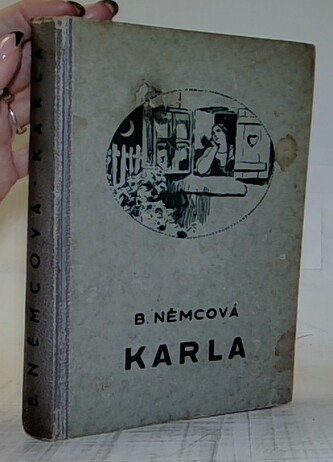 B. NĚMCOVÁ
KARLA
B. NĚMCOVÁ · KARLA